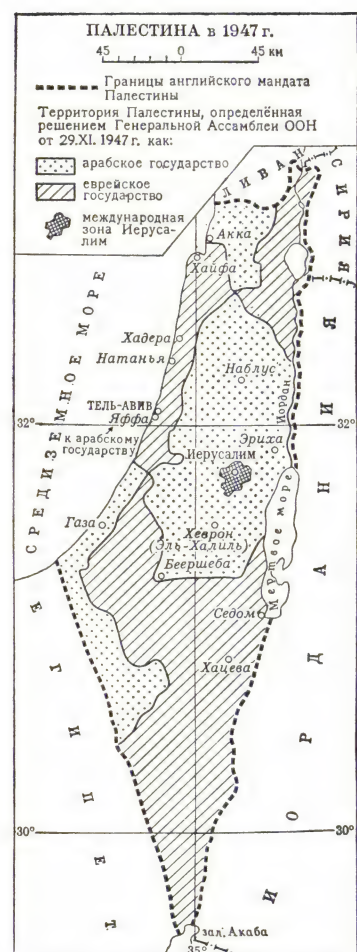 ПАЛЕСТИНА в 1947 г.
45 0 45 км
Границы английского мандата
Палестины
Территория Палестины, определённая
решением Генеральной Ассамблеи ООН
от 29.XI. 1947 г. как:
арабское государство
еврейское
государство
международная
зона Иеруса-
лим
ЛИВАН
СИРИЯ
Акка
Хайфа
СРЕДИЗЕМНОЕ МОРЕ
Хадера
Натанья
Наблус
Иордан
ТЕЛЬ-АВИВ
Яффа
32°
32°
к арабскому
государству
Эриха
Иерусалим
Газа
Хеврон
(Эль-Халиль)
Беершеба
Мертвое море
Седом
Хацева
ЕГИПЕТ
ИОРДАНИЯ
30°
30°
зал. Акаба
35°